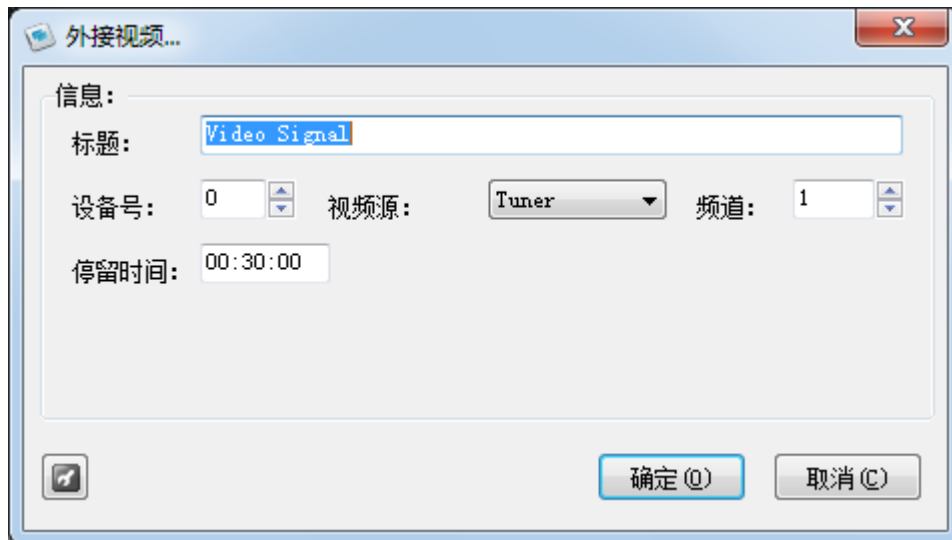 外接视频...
信息：
标题： Video Signal
设备号： 0 视频源： Tuner 频道： 1
停留时间： 00:30:00
确定(O) 取消(C)